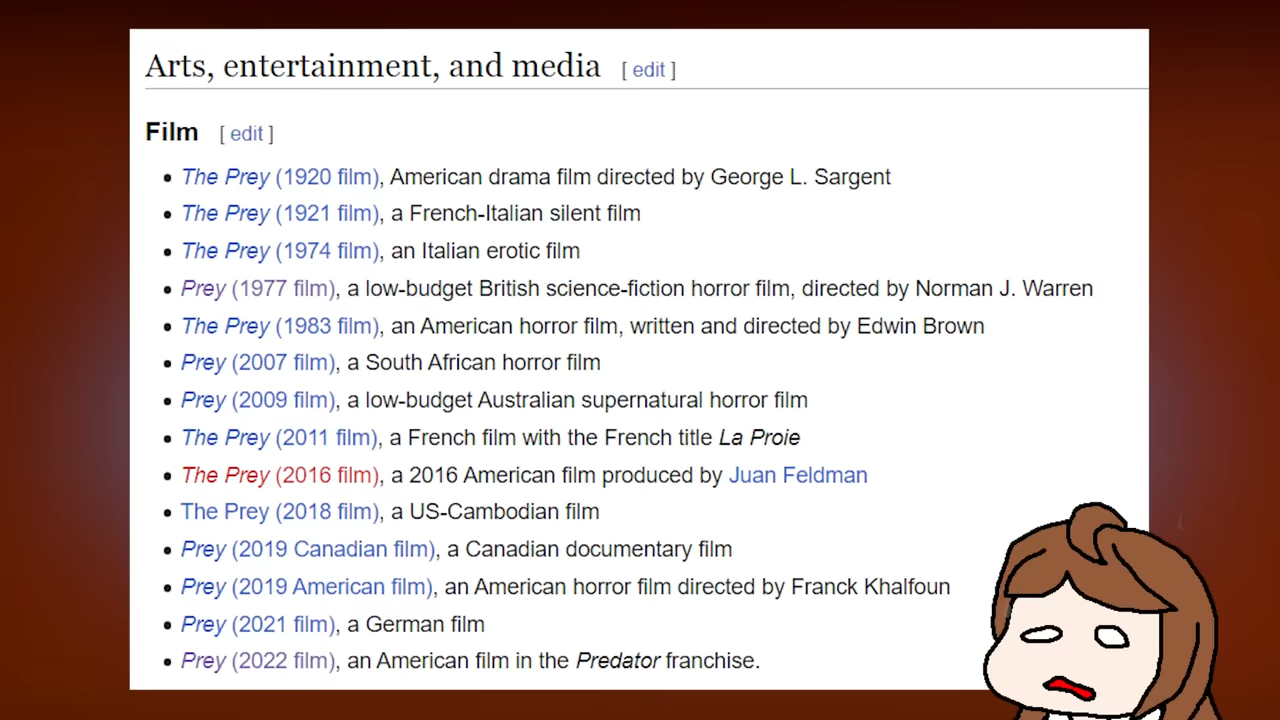 Arts, entertainment, and media [ edit ]
Film [ edit ]
• The Prey (1920 film), American drama film directed by George L. Sargent
• The Prey (1921 film), a French-Italian silent film
• The Prey (1974 film), an Italian erotic film
• Prey (1977 film), a low-budget British science-fiction horror film, directed by Norman J. Warren
• The Prey (1983 film), an American horror film, written and directed by Edwin Brown
• Prey (2007 film), a South African horror film
• Prey (2009 film), a low-budget Australian supernatural horror film
• The Prey (2011 film), a French film with the French title La Proie
• The Prey (2016 film), a 2016 American film produced by Juan Feldman
• The Prey (2018 film), a US-Cambodian film
• Prey (2019 Canadian film), a Canadian documentary film
• Prey (2019 American film), an American horror film directed by Franck Khalfoun
• Prey (2021 film), a German film
• Prey (2022 film), an American film in the Predator franchise.